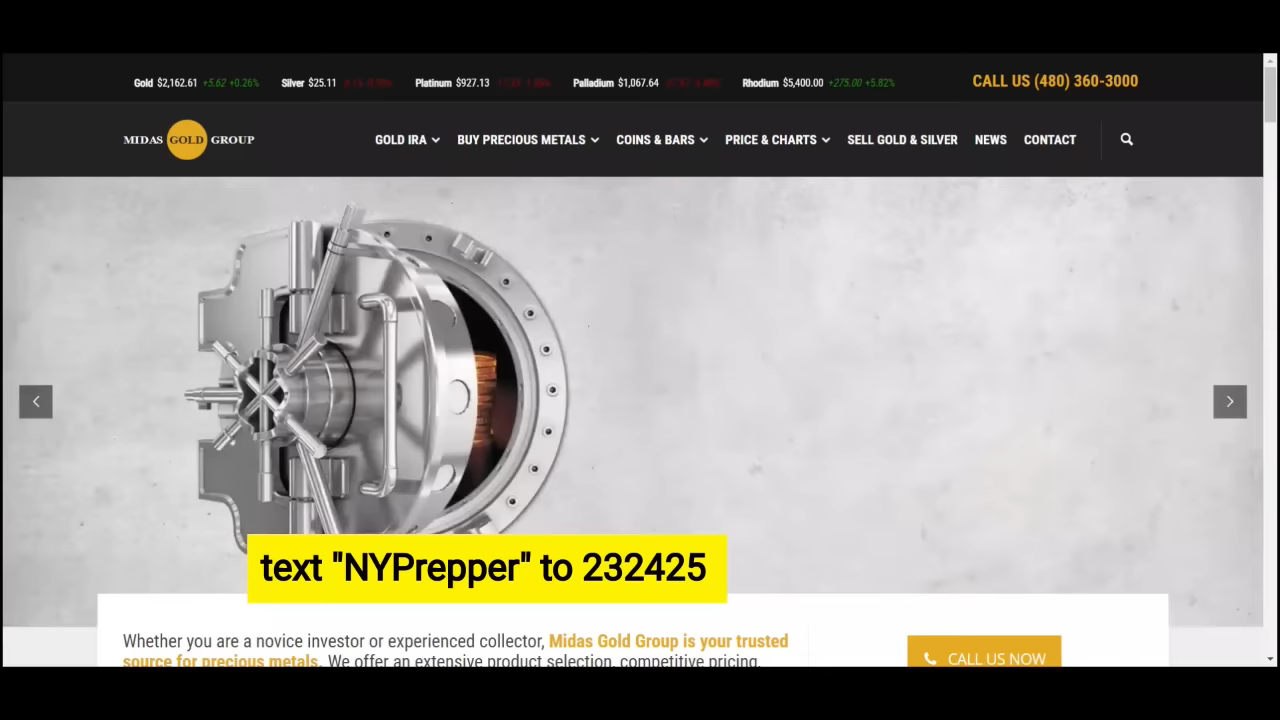 Gold $2,162.61 +5.62 +0.26% Silver $25.11 Platinum $927.13 Palladium $1,067.64 Rhodium $5,400.00 +275.00 +5.82% CALL US (480) 360-3000
MIDAS GOLD GROUP GOLD IRA BUY PRECIOUS METALS COINS & BARS PRICE & CHARTS SELL GOLD & SILVER NEWS CONTACT
text "NYPrepper" to 232425
Whether you are a novice investor or experienced collector, Midas Gold Group is your trusted
source for precious metals. We offer an extensive product selection, competitive pricing,
CALL US NOW